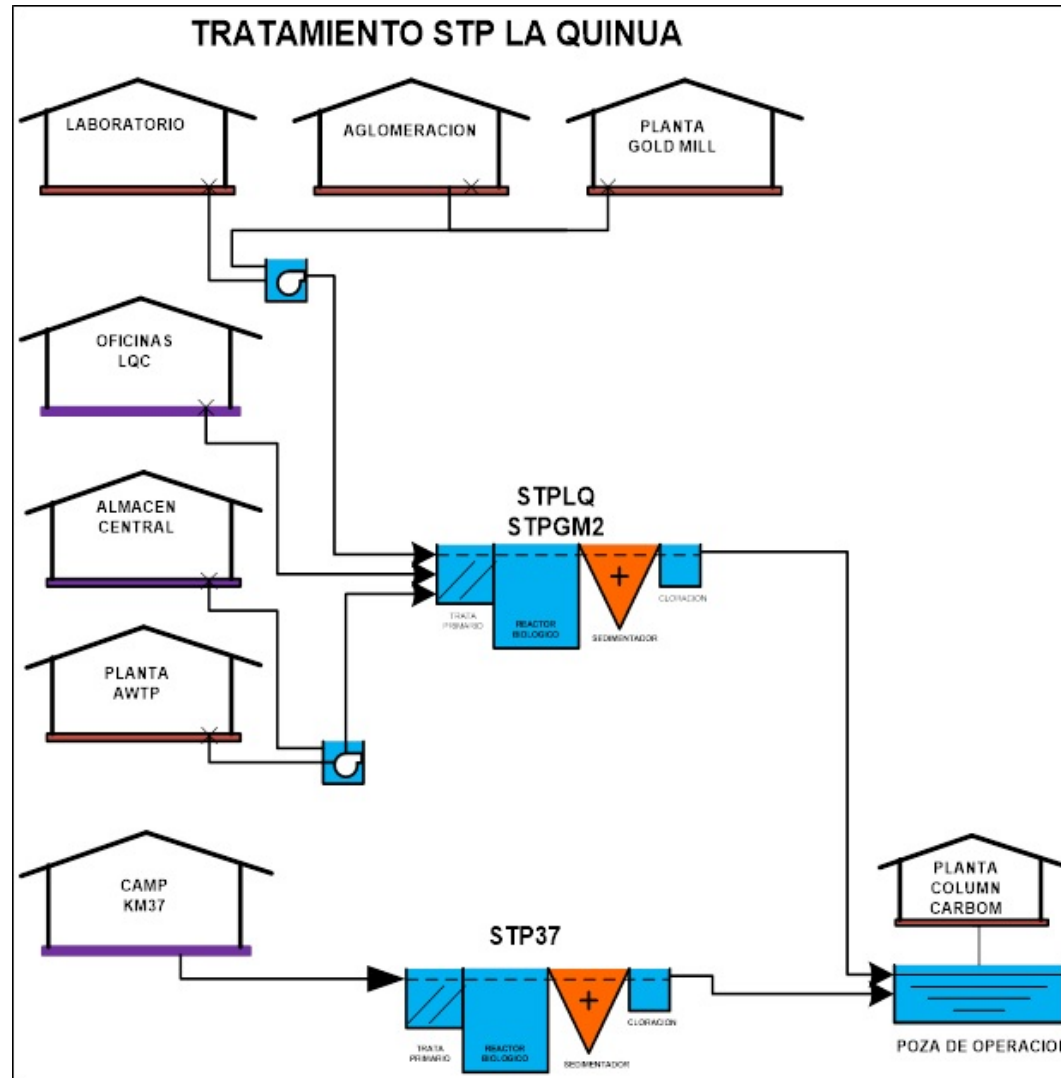 TRATAMIENTO STP LA QUINUA
LABORATORIO
AGLOMERACION
PLANTA
GOLD MILL
OFICINAS
LQC
ALMACEN
CENTRAL
PLANTA
AWTP
STPLQ
STPGM2
TRATA
PRIMARIO
REACTOR
BIOLOGICO
SEDIMENTADOR
CLORACION
CAMP
KM37
STP37
TRATA
PRIMARIO
REACTOR
BIOLOGICO
SEDIMENTADOR
CLORACION
PLANTA
COLUMN
CARBOM
POZA DE OPERACION